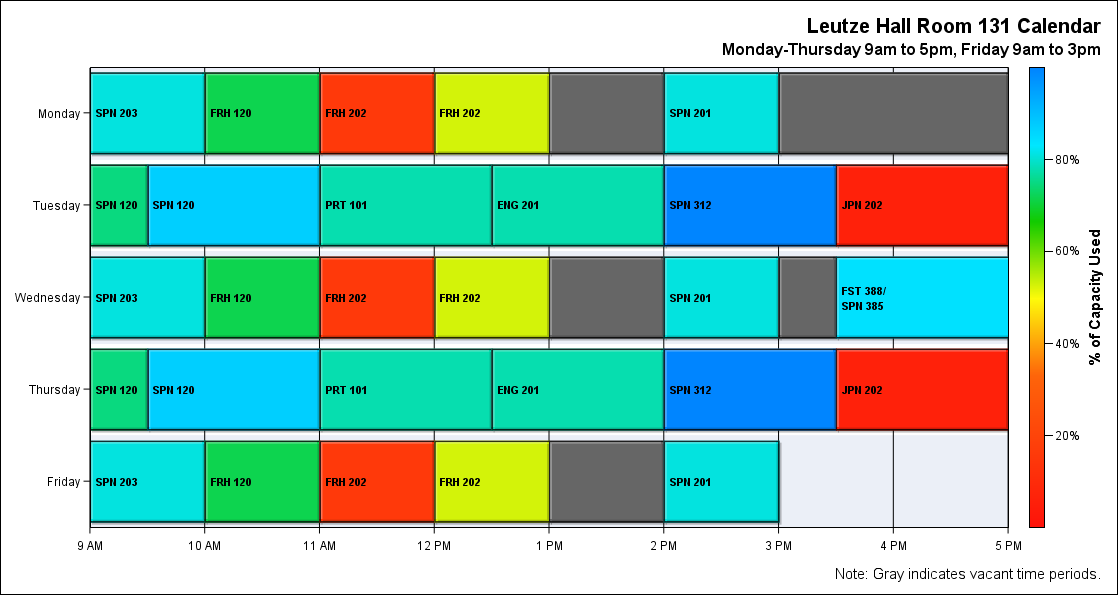 Leutze Hall Room 131 Calendar
Monday-Thursday 9am to 5pm, Friday 9am to 3pm
Monday
SPN 203
FRH 120
FRH 202
FRH 202
SPN 201
Tuesday
SPN 120
SPN 120
PRT 101
ENG 201
SPN 312
JPN 202
Wednesday
SPN 203
FRH 120
FRH 202
FRH 202
SPN 201
FST 388/
SPN 385
Thursday
SPN 120
SPN 120
PRT 101
ENG 201
SPN 312
JPN 202
Friday
SPN 203
FRH 120
FRH 202
FRH 202
SPN 201
9 AM
10 AM
11 AM
12 PM
1 PM
2 PM
3 PM
4 PM
5 PM
80%
60%
40%
20%
% of Capacity Used
Note: Gray indicates vacant time periods.